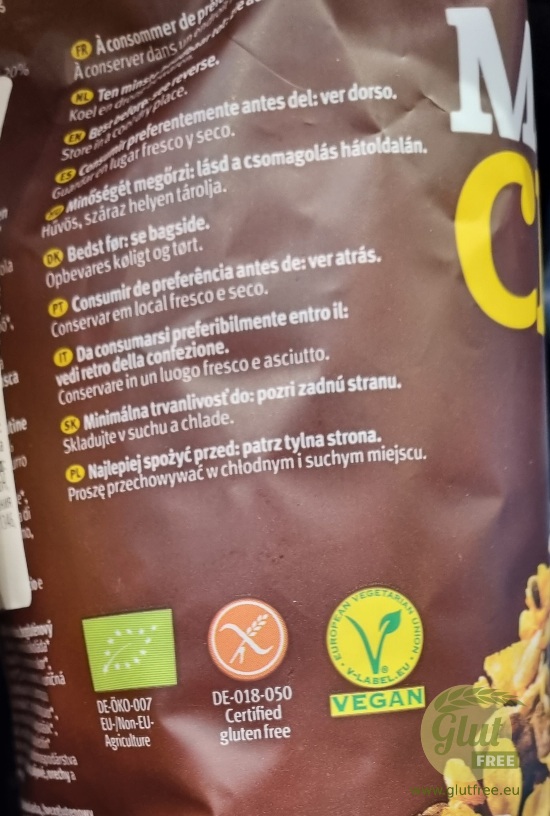 FR À consommer de
À conserver dans un
NL Ten
Koel en
EN Best before: see reverse.
Store in a place.
ES Consumir preferentemente antes del: ver dorso.
Guardar en lugar fresco y seco.
HU Minőségét megőrzi: lásd a csomagolás hátoldalán.
Hűvös, száraz helyen tárolja.
DK Bedst før: se bagside.
Opbevares køligt og tørt.
PT Consumir de preferência antes de: ver atrás.
Conservar em local fresco e seco.
IT Da consumarsi preferibilmente entro il:
vedi retro della confezione.
Conservare in un luogo fresco e asciutto.
SK Minimálna trvanlivosť do: pozri zadnú stranu.
Skladujte v suchu a chlade.
PL Najlepiej spożyć przed: patrz tylna strona.
Proszę przechowywać w chłodnym i suchym miejscu.
DE-ÖKO-007
EU-/Non-EU-
Agriculture
DE-018-050
Certified
gluten free
EUROPEAN VEGETARIAN UNION
V-LABEL.EU
VEGAN
Glut
FREE
www.glutfree.eu